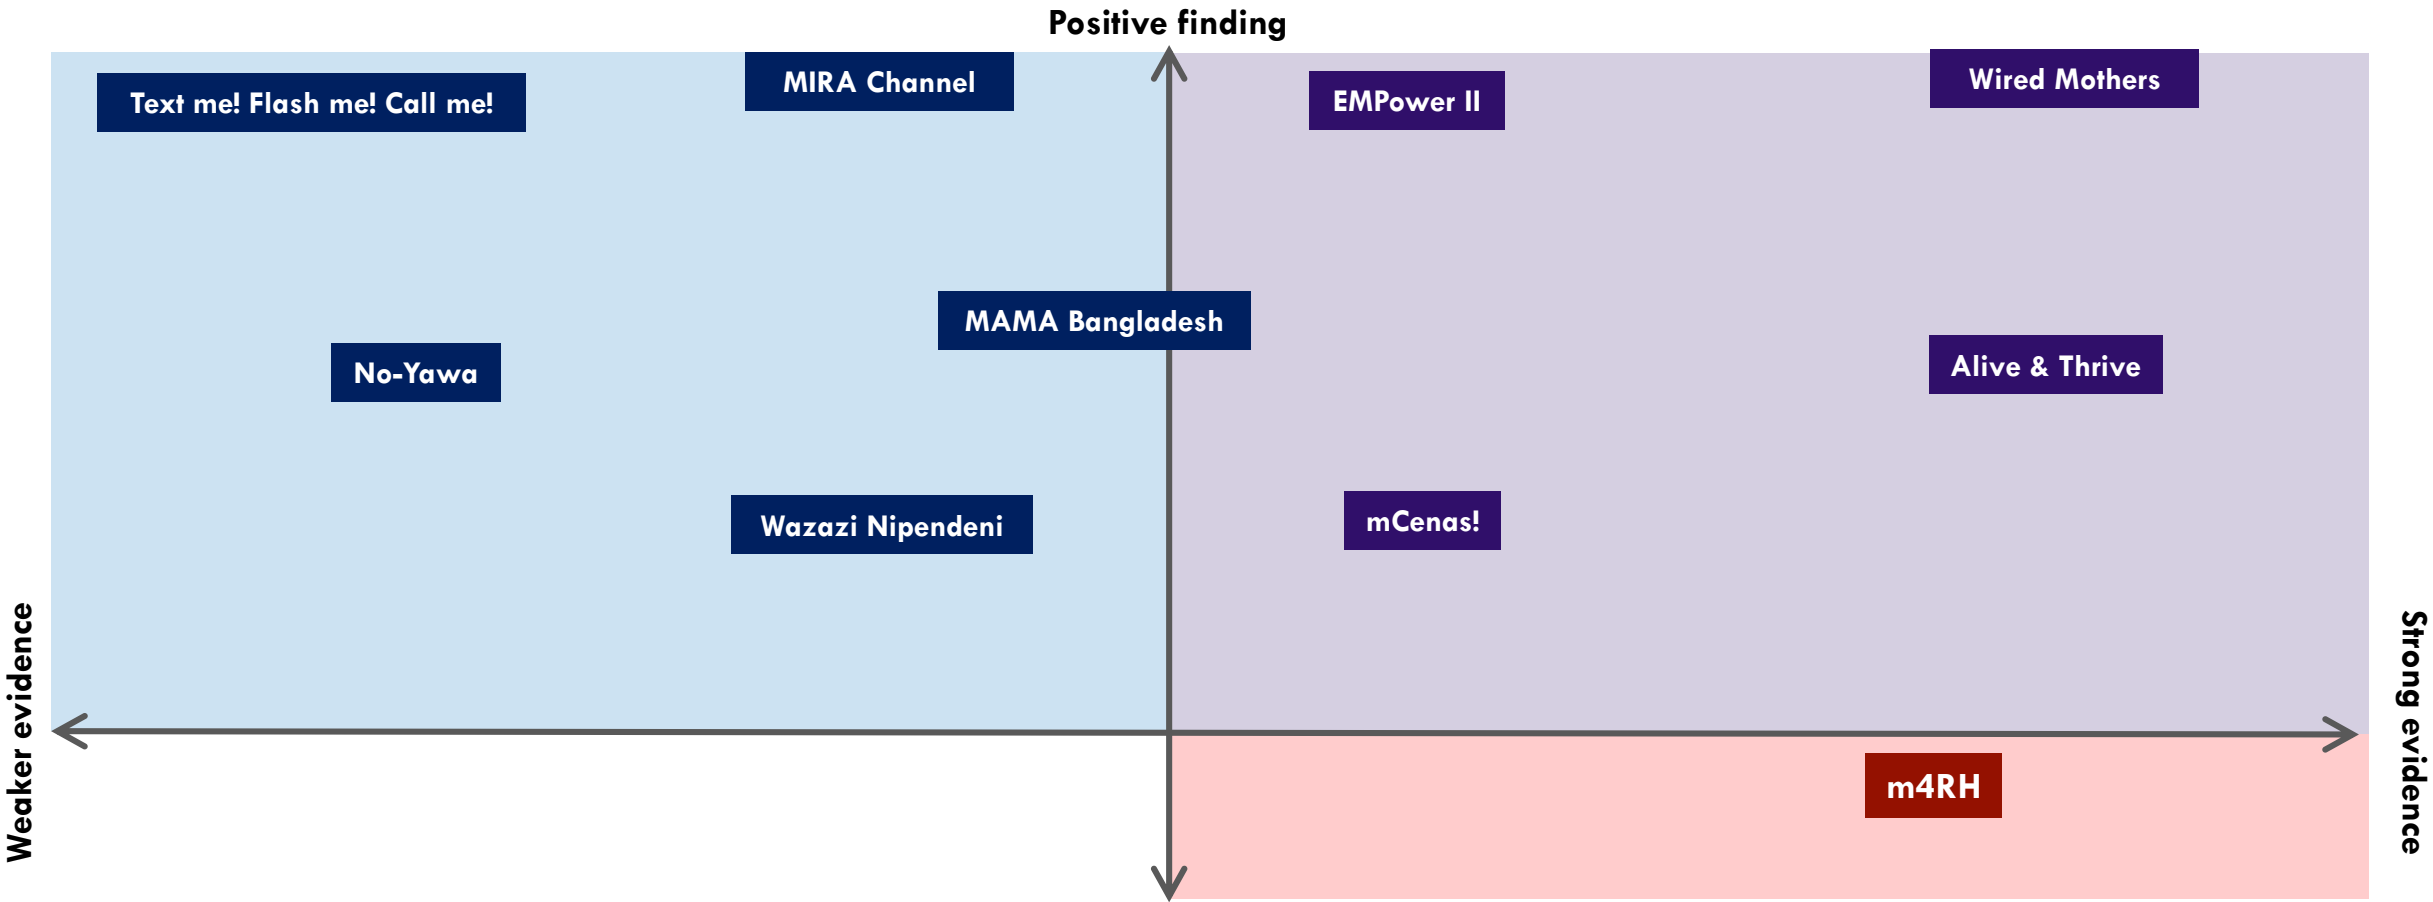 Positive finding
Text me! Flash me! Call me!
MIRA Channel
EMPower II
Wired Mothers
MAMA Bangladesh
No-Yawa
Alive & Thrive
Wazazi Nipendeni
mCenas!
Weaker evidence
Strong evidence
m4RH